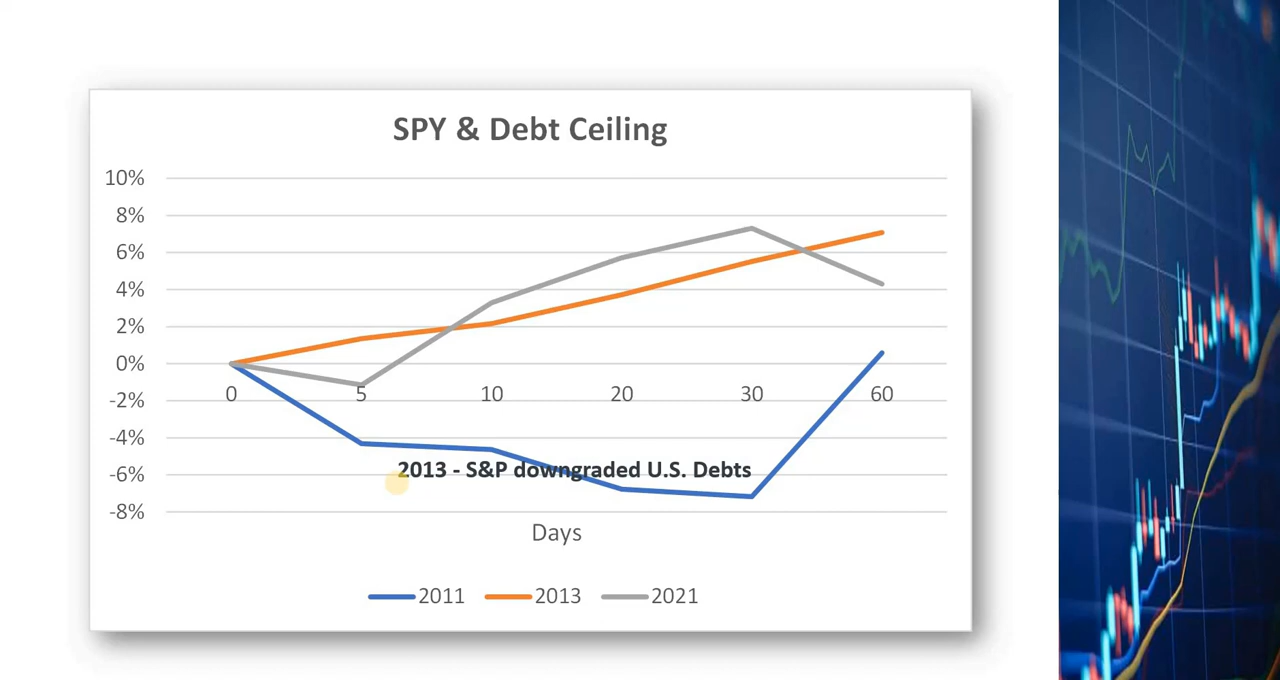 SPY & Debt Ceiling
10%
8%
6%
4%
2%
0%
-2%
-4%
-6%
-8%
0 5 10 20 30 60
2013 - S&P downgraded U.S. Debts
Days
2011 2013 2021